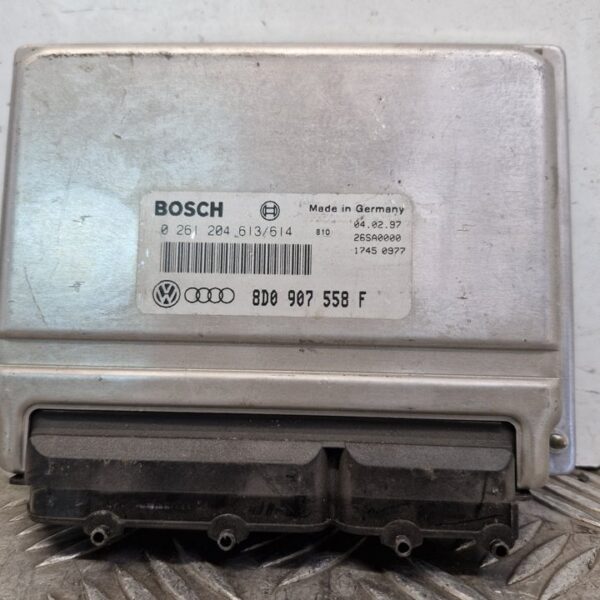 BOSCH Made in Germany
0 261 204 613/614 810 04.02.97
26SA0000
1745 0977
8D0 907 558 F